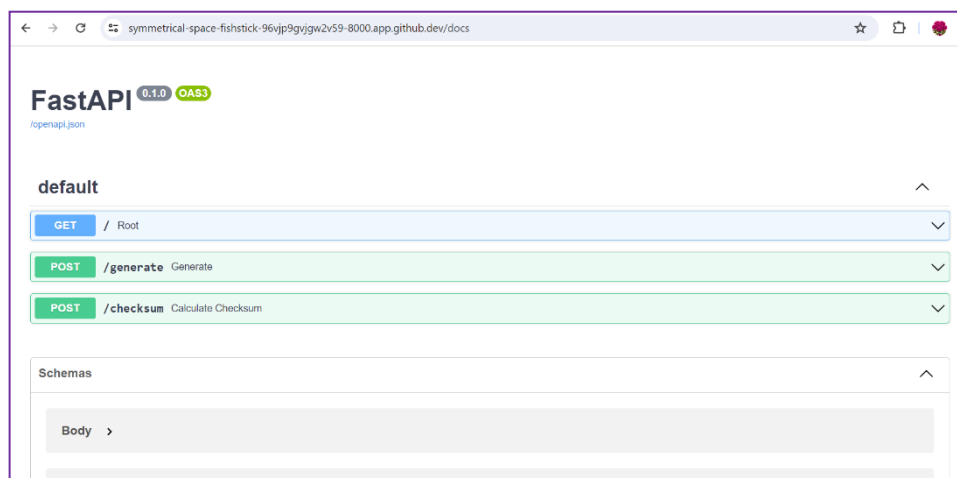 symmetrical-space-fishstick-96vjp9gvjgw2v59-8000.app.github.dev/docs
FastAPI 0.1.0 OAS3
/openapi.json
default
GET / Root
POST /generate Generate
POST /checksum Calculate Checksum
Schemas
Body